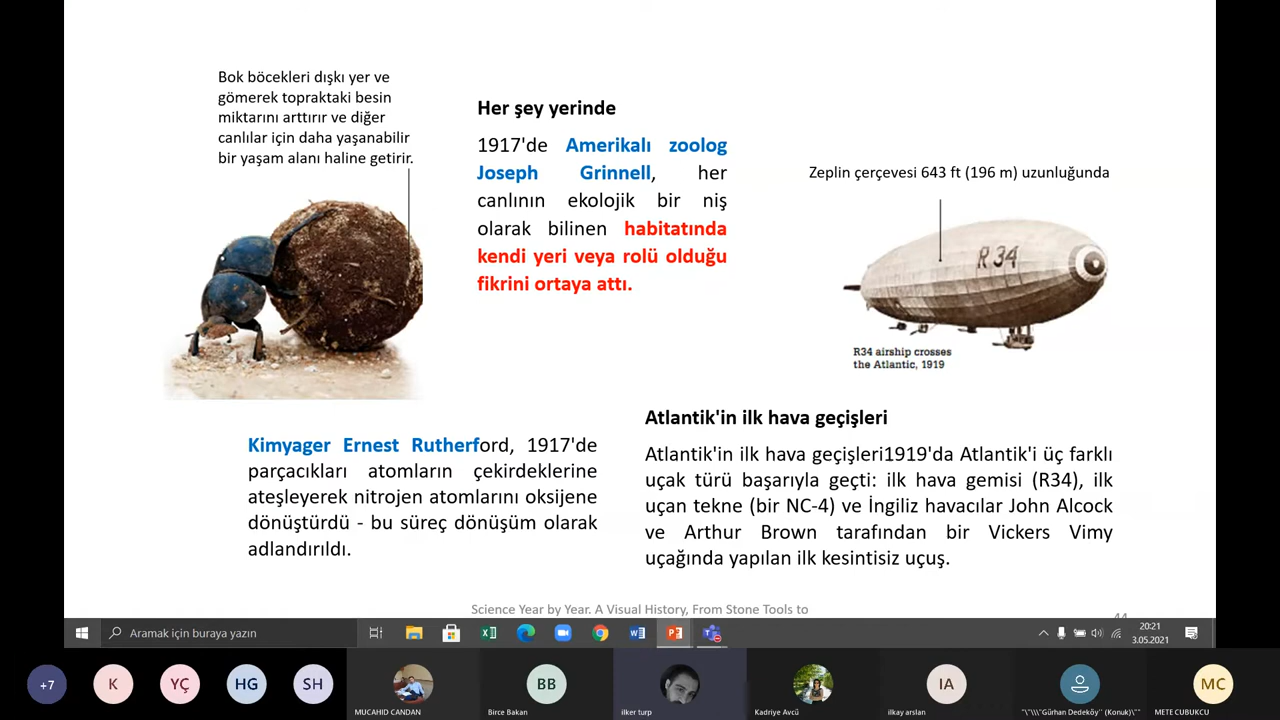 Bok böcekleri dışkı yer ve
gömerek topraktaki besin
miktarını arttırır ve diğer
canlılar için daha yaşanabilir
bir yaşam alanı haline getirir.
Her şey yerinde
1917'de Amerikalı zoolog
Joseph Grinnell, her
canlının ekolojik bir niş
olarak bilinen habitatında
kendi yeri veya rolü olduğu
fikrini ortaya attı.
Zeplin çerçevesi 643 ft (196 m) uzunluğunda
R 34
R34 airship crosses
the Atlantic, 1919
Kimyager Ernest Rutherford, 1917'de
parçacıkları atomların çekirdeklerine
ateşleyerek nitrojen atomlarını oksijene
dönüştürdü - bu süreç dönüşüm olarak
adlandırıldı.
Atlantik'in ilk hava geçişleri
Atlantik'in ilk hava geçişleri1919'da Atlantik'i üç farklı
uçak türü başarıyla geçti: ilk hava gemisi (R34), ilk
uçan tekne (bir NC-4) ve İngiliz havacılar John Alcock
ve Arthur Brown tarafından bir Vickers Vimy
uçağında yapılan ilk kesintisiz uçuş.
Science Year by Year. A Visual History, From Stone Tools to
44
Aramak için buraya yazın
20:21
3.05.2021
+7
K
YÇ
HG
SH
MUCAHID CANDAN
BB
Birce Bakan
ilker turp
Kadriye Avcü
IA
ilkay arslan
"\"\\\"Gürhan Dedeköy" (Konuk)\""
MC
METE CUBUKCU